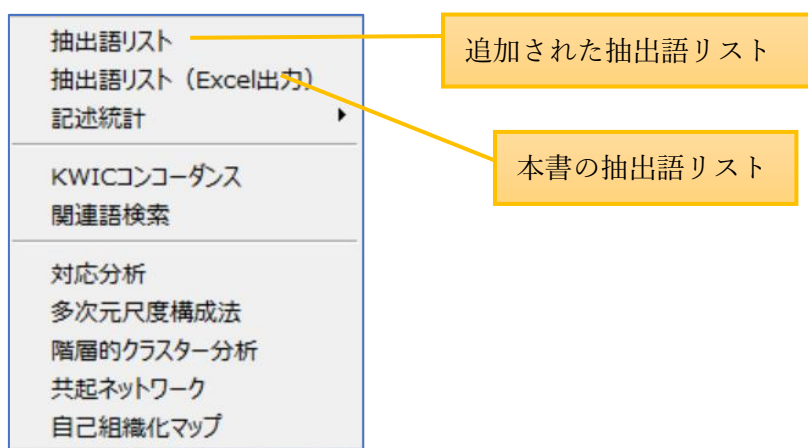 抽出語リスト
追加された抽出語リスト
抽出語リスト（Excel出力）
記述統計
本書の抽出語リスト
KWICコンコーダンス
関連語検索
対応分析
多次元尺度構成法
階層的クラスター分析
共起ネットワーク
自己組織化マップ